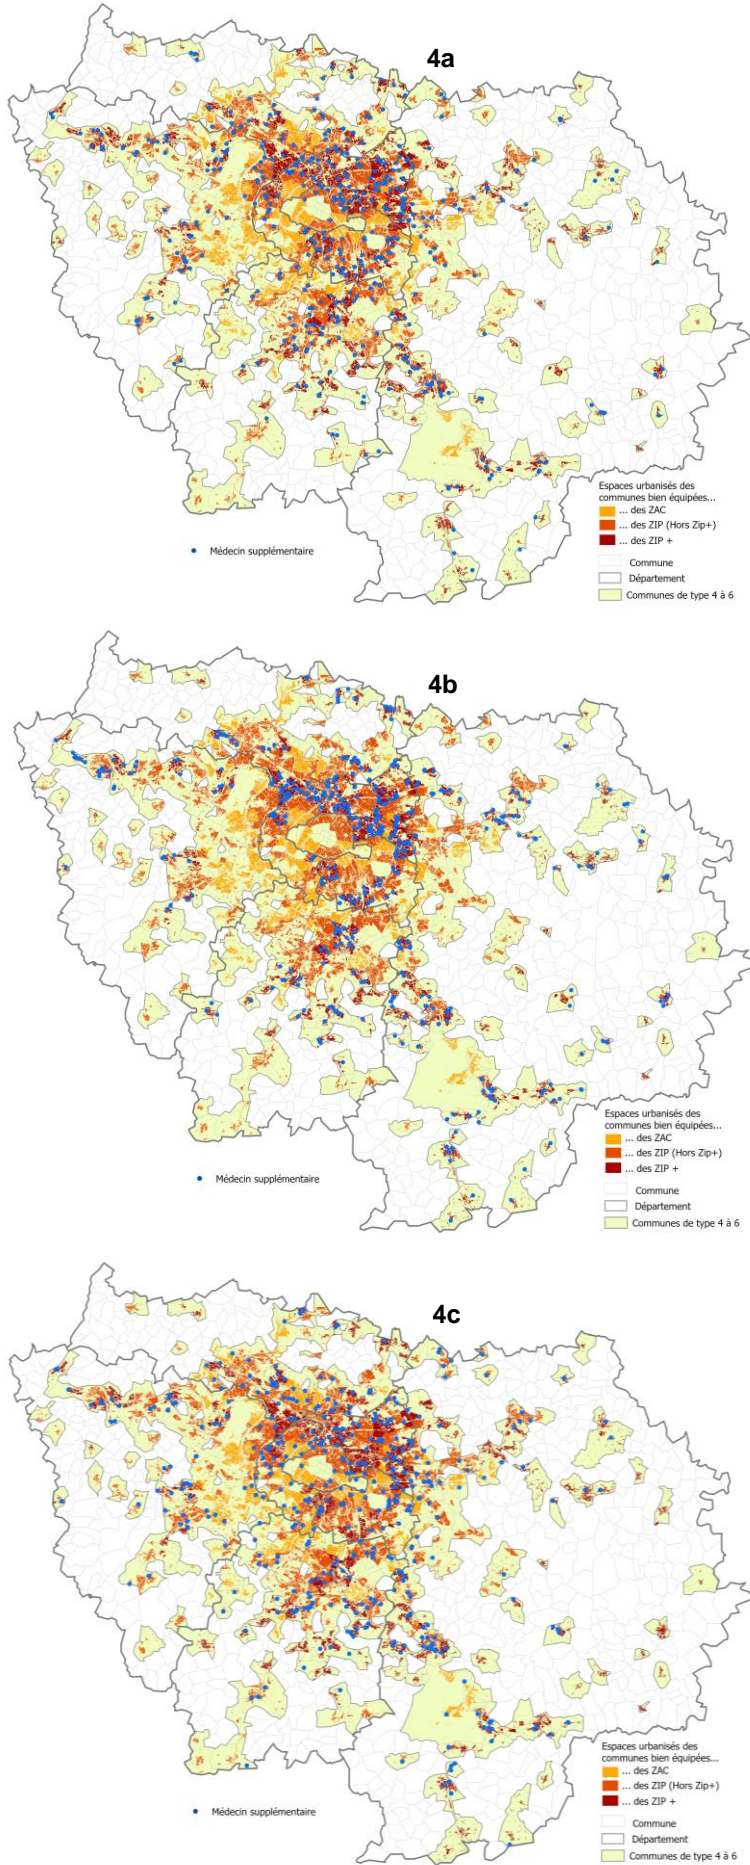 4a
Espaces urbanisés des
communes bien équipées...
... des ZAC
... des ZIP (Hors Zip+)
... des ZIP +
Médecin supplémentaire
Commune
Département
Communes de type 4 à 6
4b
Espaces urbanisés des
communes bien équipées...
... des ZAC
... des ZIP (Hors Zip+)
... des ZIP +
Médecin supplémentaire
Commune
Département
Communes de type 4 à 6
4c
Espaces urbanisés des
communes bien équipées...
... des ZAC
... des ZIP (Hors Zip+)
... des ZIP +
Médecin supplémentaire
Commune
Département
Communes de type 4 à 6